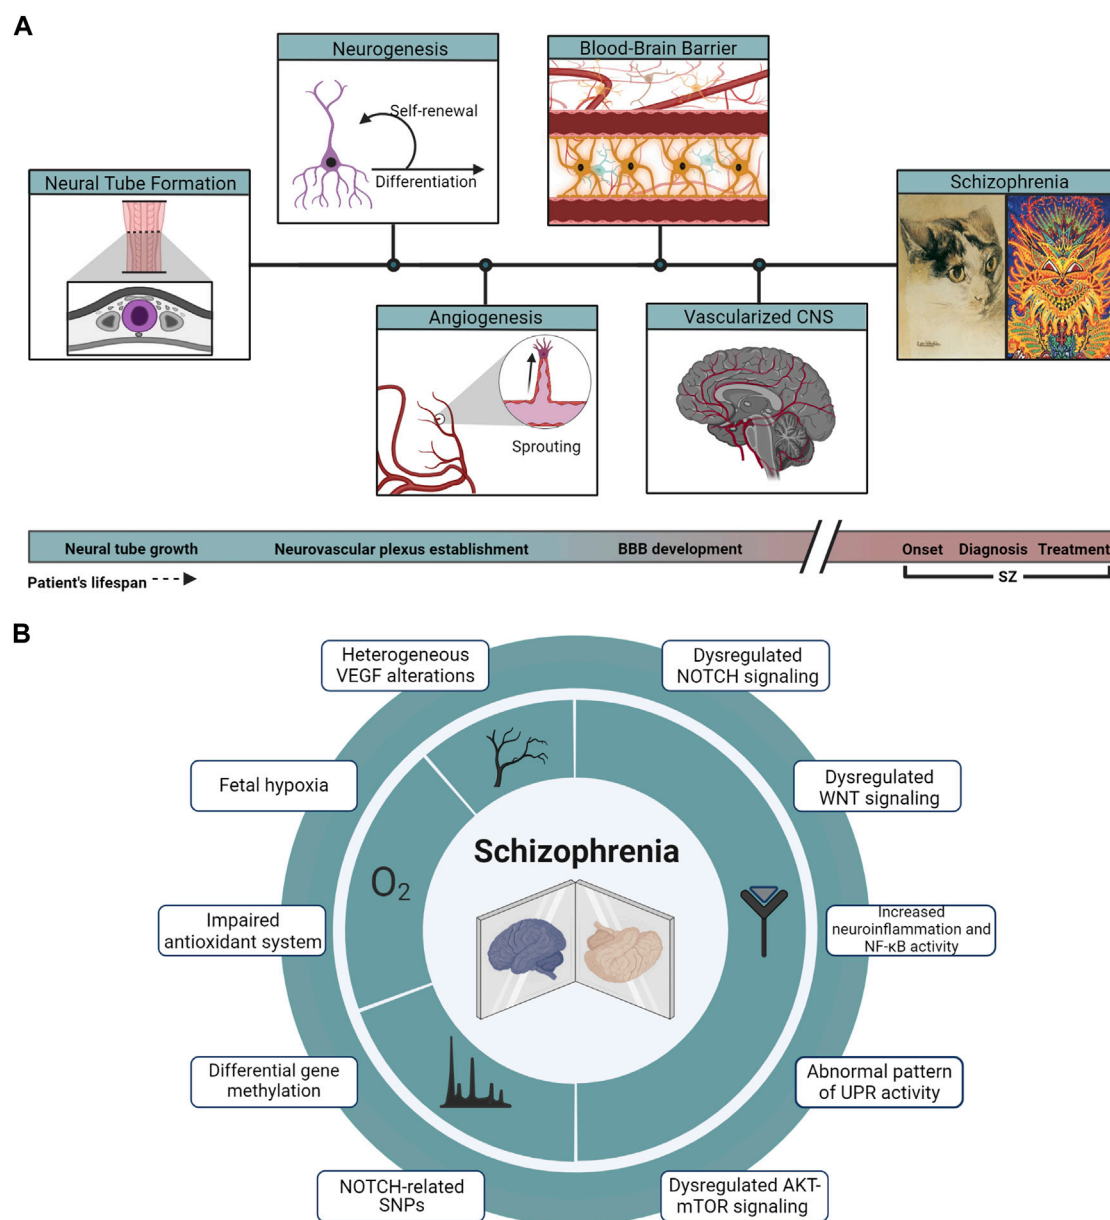 A
Neurogenesis
Self-renewal
Differentiation
Blood-Brain Barrier
Neural Tube Formation
Schizophrenia
Angiogenesis
Sprouting
Vascularized CNS
Neural tube growth
Neurovascular plexus establishment
BBB development
Onset
Diagnosis
Treatment
SZ
Patient's lifespan
B
Heterogeneous
VEGF alterations
Dysregulated
NOTCH signaling
Fetal hypoxia
Dysregulated
WNT signaling
O2
Schizophrenia
Impaired
antioxidant system
Increased
neuroinflammation and
NF-κB activity
Differential gene
methylation
Abnormal pattern
of UPR activity
NOTCH-related
SNPs
Dysregulated AKT-
mTOR signaling